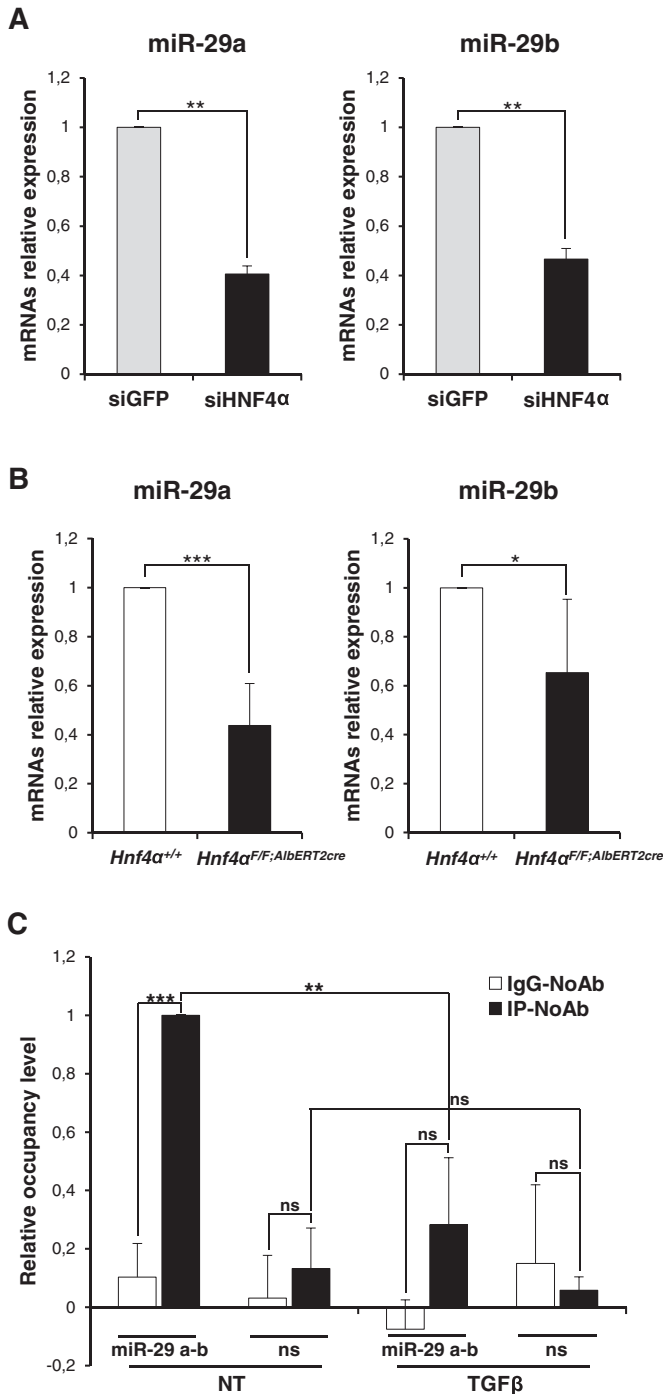 A
miR-29a
miR-29b
mRNAs relative expression
1,2
1
0,8
0,6
0,4
0,2
0
**
siGFP
siHNF4α
mRNAs relative expression
1,2
1
0,8
0,6
0,4
0,2
0
**
siGFP
siHNF4α
B
miR-29a
miR-29b
mRNAs relative expression
1,2
1
0,8
0,6
0,4
0,2
0
***
Hnf4α+/+
Hnf4αF/F;AlbERT2cre
mRNAs relative expression
1,2
1
0,8
0,6
0,4
0,2
0
*
Hnf4α+/+
Hnf4αF/F;AlbERT2cre
C
Relative occupancy level
1,2
1
0,8
0,6
0,4
0,2
0
-0,2
IgG-NoAb
IP-NoAb
***
**
ns
ns
ns
ns
miR-29 a-b
ns
miR-29 a-b
ns
NT
TGFβ